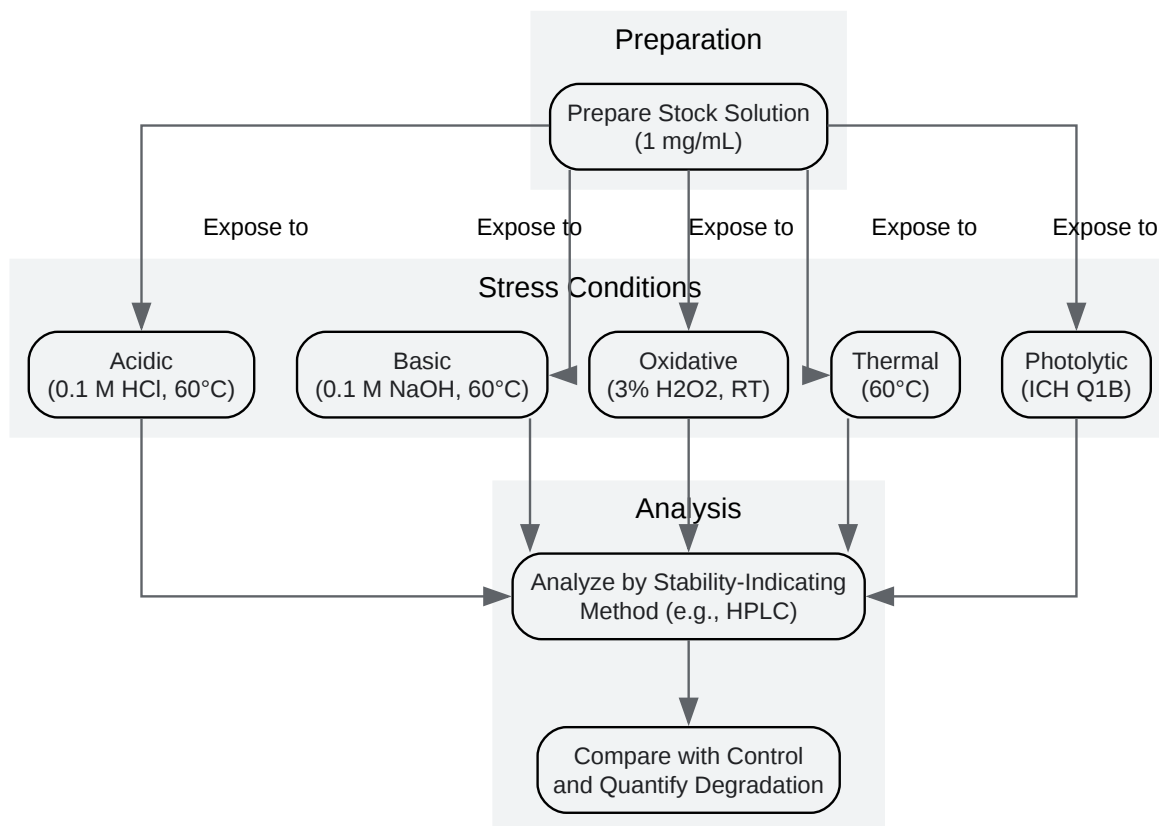 Preparation
Prepare Stock Solution
(1 mg/mL)
Expose to
Expose to
Expose to
Expose to
Expose to
Stress Conditions
Acidic
(0.1 M HCl, 60°C)
Basic
(0.1 M NaOH, 60°C)
Oxidative
(3% H2O2, RT)
Thermal
(60°C)
Photolytic
(ICH Q1B)
Analysis
Analyze by Stability-Indicating
Method (e.g., HPLC)
Compare with Control
and Quantify Degradation